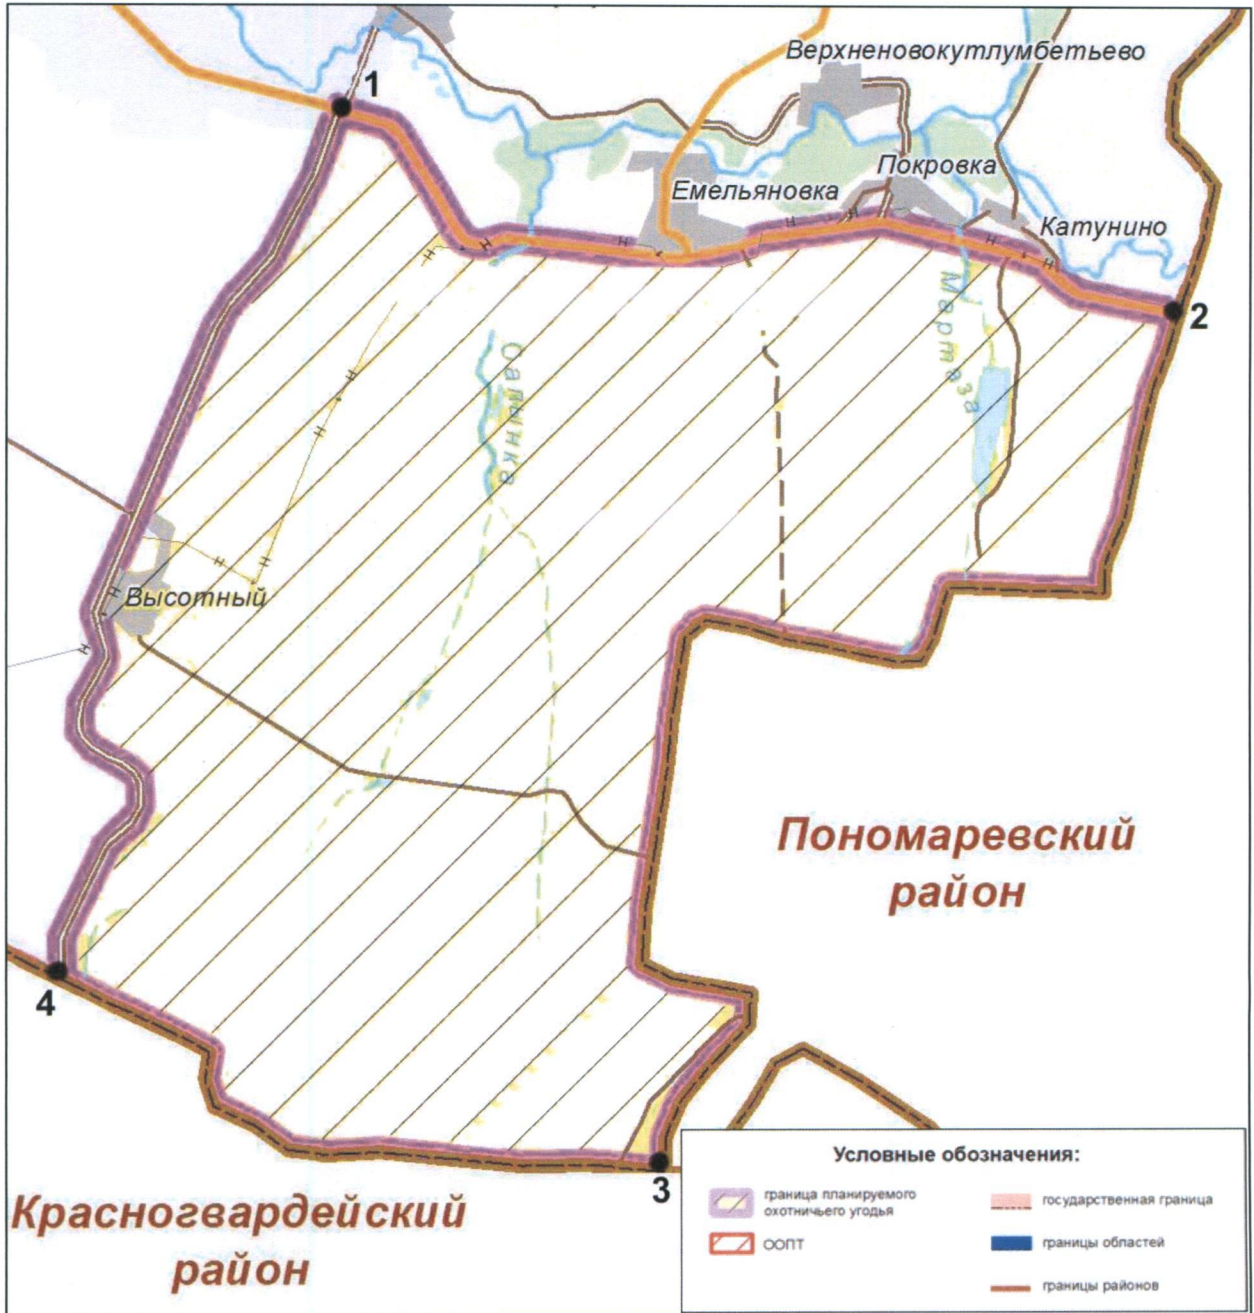 Верхненовокутлумбетьево
1
Покровка
Емельяновка
Катунино
2
Мартаза
Салынка
Высотный
Пономаревский
район
4
3
Красногвардейский
район
Условные обозначения:
граница планируемого
охотничьего угодья
ООПТ
государственная граница
границы областей
границы районов